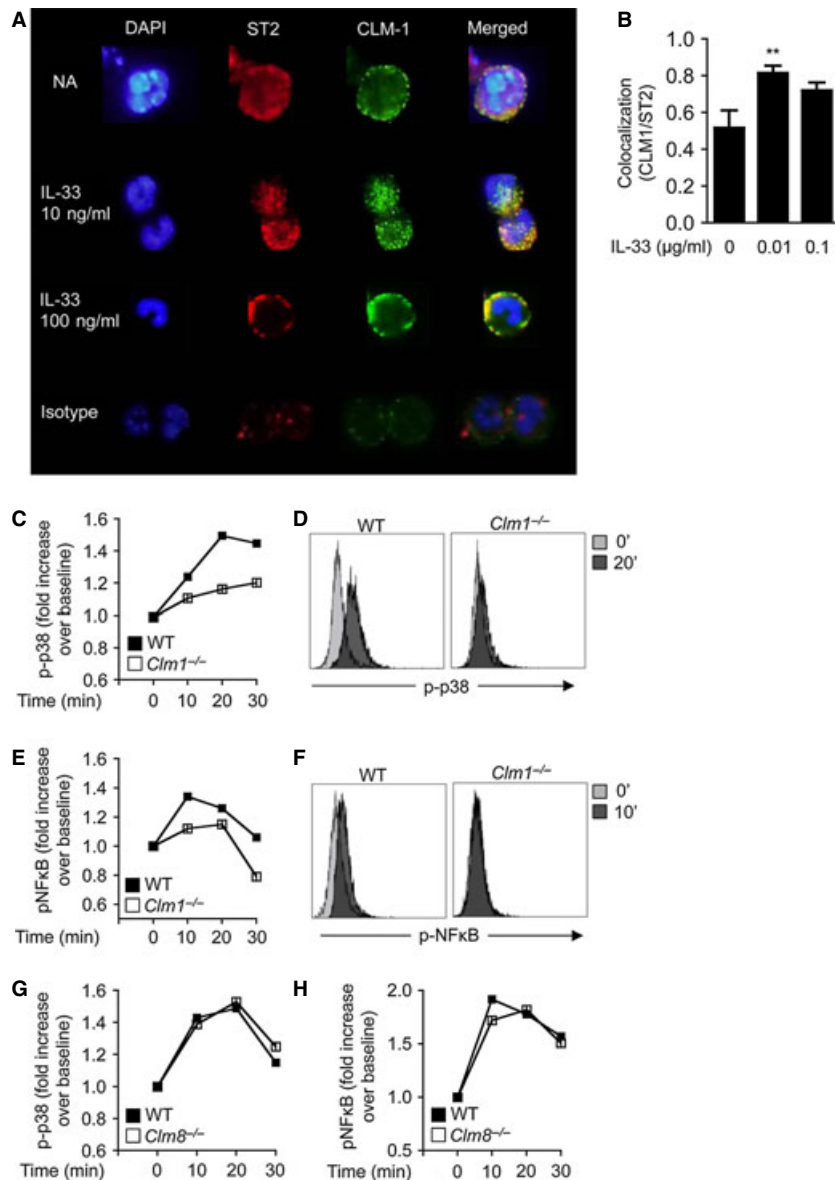 A
DAPI ST2 CLM-1 Merged
NA
IL-33
10 ng/ml
IL-33
100 ng/ml
Isotype
B
Colocalization
(CLM1/ST2)
1.0
0.8
0.6
0.4
0.2
0.0
**
IL-33 (µg/ml) 0 0.01 0.1
C
p-p38 (fold increase
over baseline)
1.6
1.4
1.2
1.0
0.8
0.6
WT
Clm1–/–
Time (min) 0 10 20 30
D
WT Clm1–/–
0'
20'
p-p38
E
pNFκB (fold increase
over baseline)
1.6
1.4
1.2
1.0
0.8
0.6
WT
Clm1–/–
Time (min) 0 10 20 30
F
WT Clm1–/–
0'
10'
p-NFκB
G
p-p38 (fold increase
over baseline)
1.6
1.4
1.2
1.0
0.8
0.6
WT
Clm8–/–
Time (min) 0 10 20 30
H
pNFκB (fold increase
over baseline)
2.0
1.5
1.0
0.5
WT
Clm8–/–
Time (min) 0 10 20 30